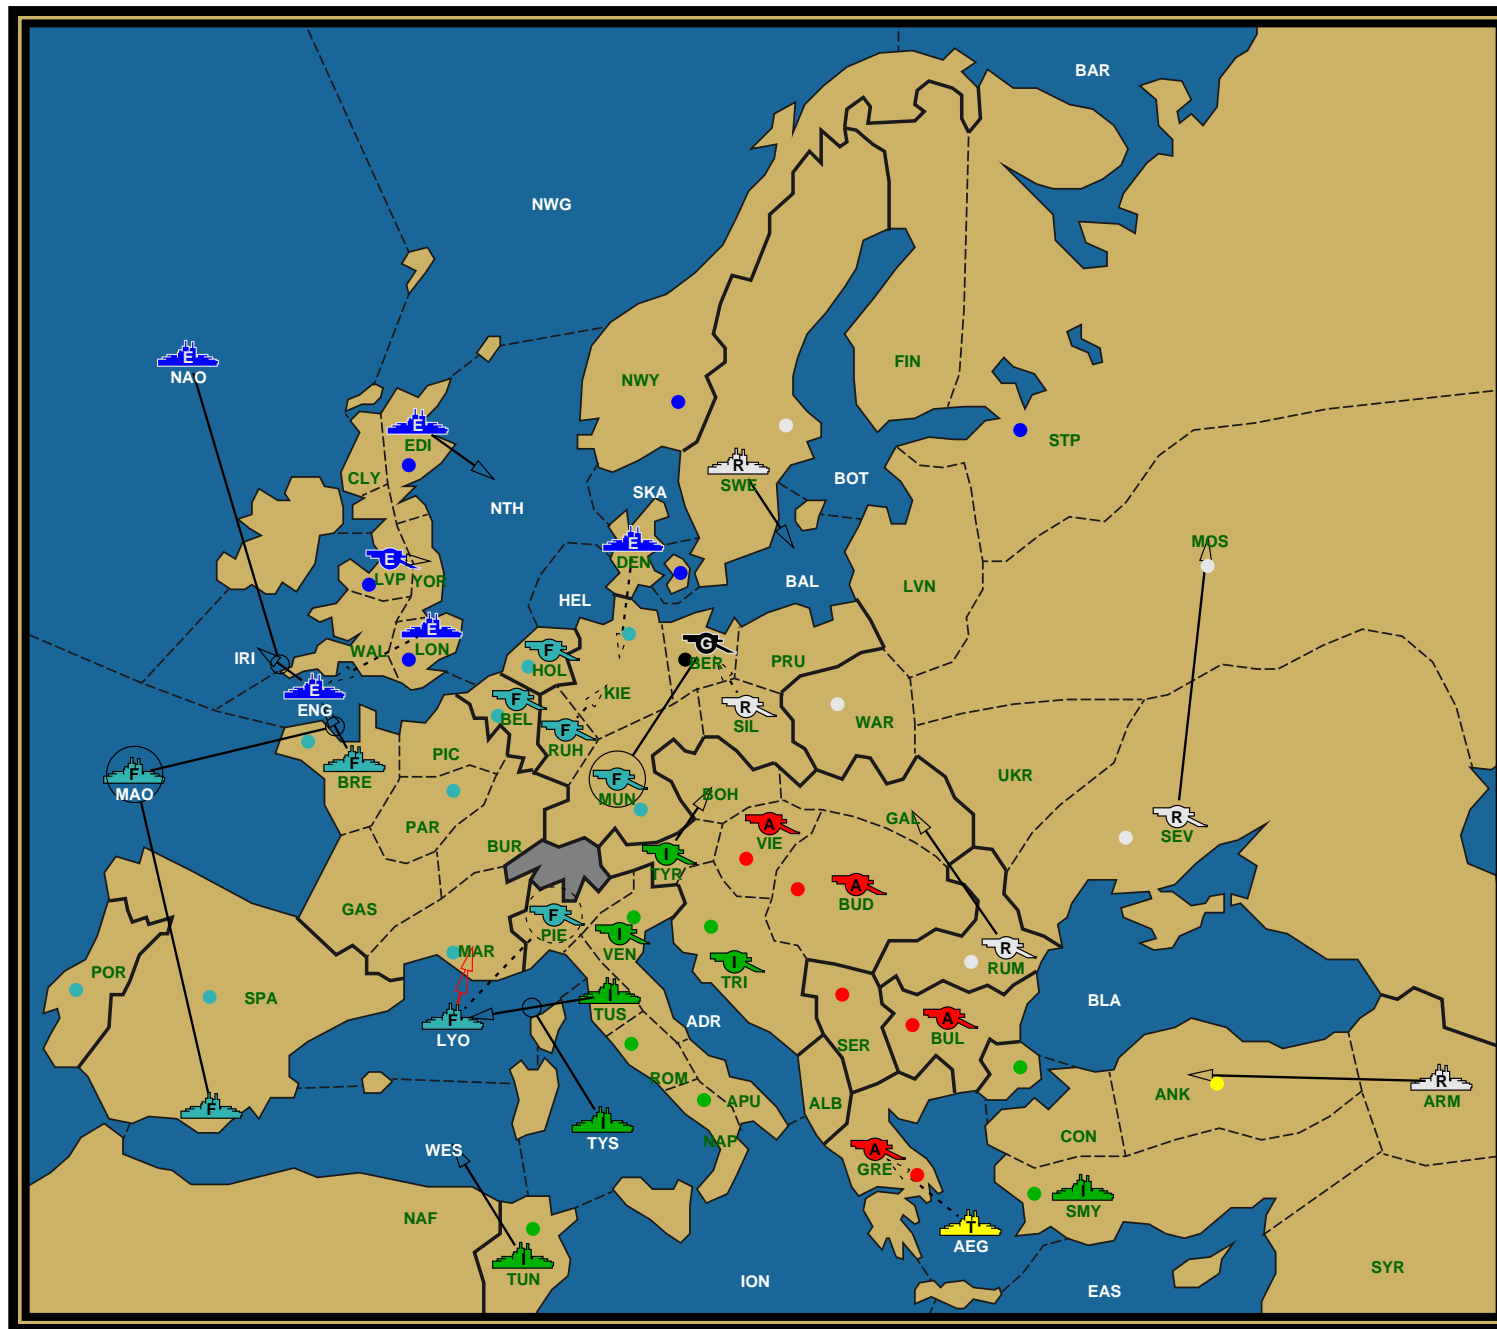 BAR
NWG
FIN
E
NAO
NWY
E
EDI
STP
CLY
R
SWE
BOT
SKA
NTH
MOS
E
DEN
E
LVP
YOR
BAL
LVN
HEL
E
LON
WAL
IRI
F
HOL
G
BER
PRU
E
ENG
KIE
F
BEL
R
SIL
WAR
F
RUH
PIC
F
BRE
F
MAO
F
MUN
BOH
UKR
PAR
A
VIE
GAL
R
SEV
BUR
I
TYR
A
BUD
GAS
F
PIE
I
VEN
MAR
R
RUM
I
TRI
POR
SPA
I
TUS
BLA
F
LYO
ADR
A
BUL
SER
ROM
R
ARM
ANK
F
APU
ALB
I
TYS
CON
NAP
WES
A
GRE
I
SMY
NAF
T
AEG
I
TUN
ION
EAS
SYR